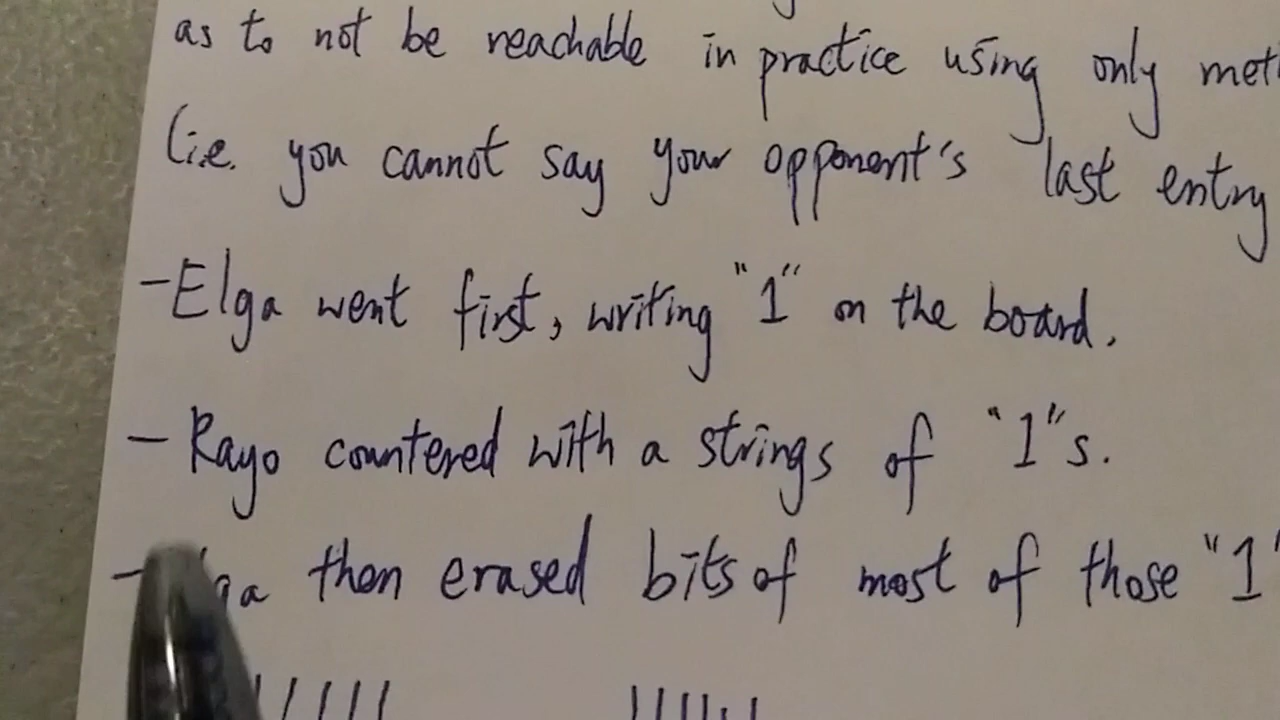 as to not be reachable in practice using only
(i.e. you cannot say your opponent's last entry
- Elga went first, writing "1" on the board.
- Rayo countered with a strings of "1"s.
- then erased bits of most of those "1"